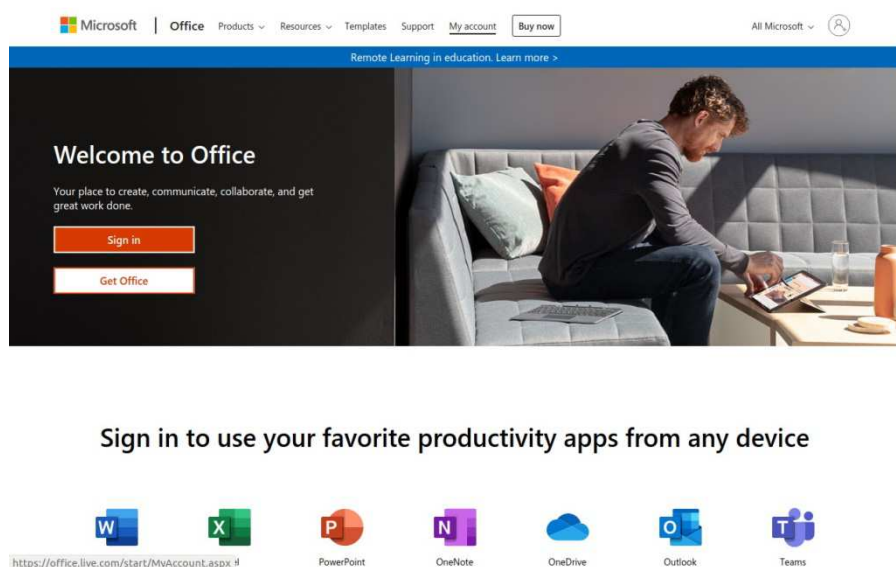 Microsoft Office Products Resources Templates Support My account Buy now All Microsoft
Remote Learning in education. Learn more >
Welcome to Office
Your place to create, communicate, collaborate, and get
great work done.
Sign in
Get Office
Sign in to use your favorite productivity apps from any device
W X P N O T
PowerPoint OneNote OneDrive Outlook Teams
https://office.live.com/start/MyAccount.aspx